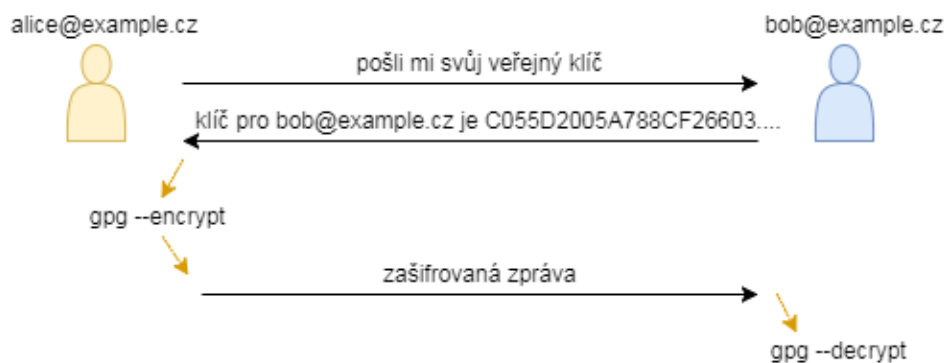 alice@example.cz
bob@example.cz
pošli mi svůj veřejný klíč
klíč pro bob@example.cz je C055D2005A788CF26603....
gpg --encrypt
zašifrovaná zpráva
gpg --decrypt